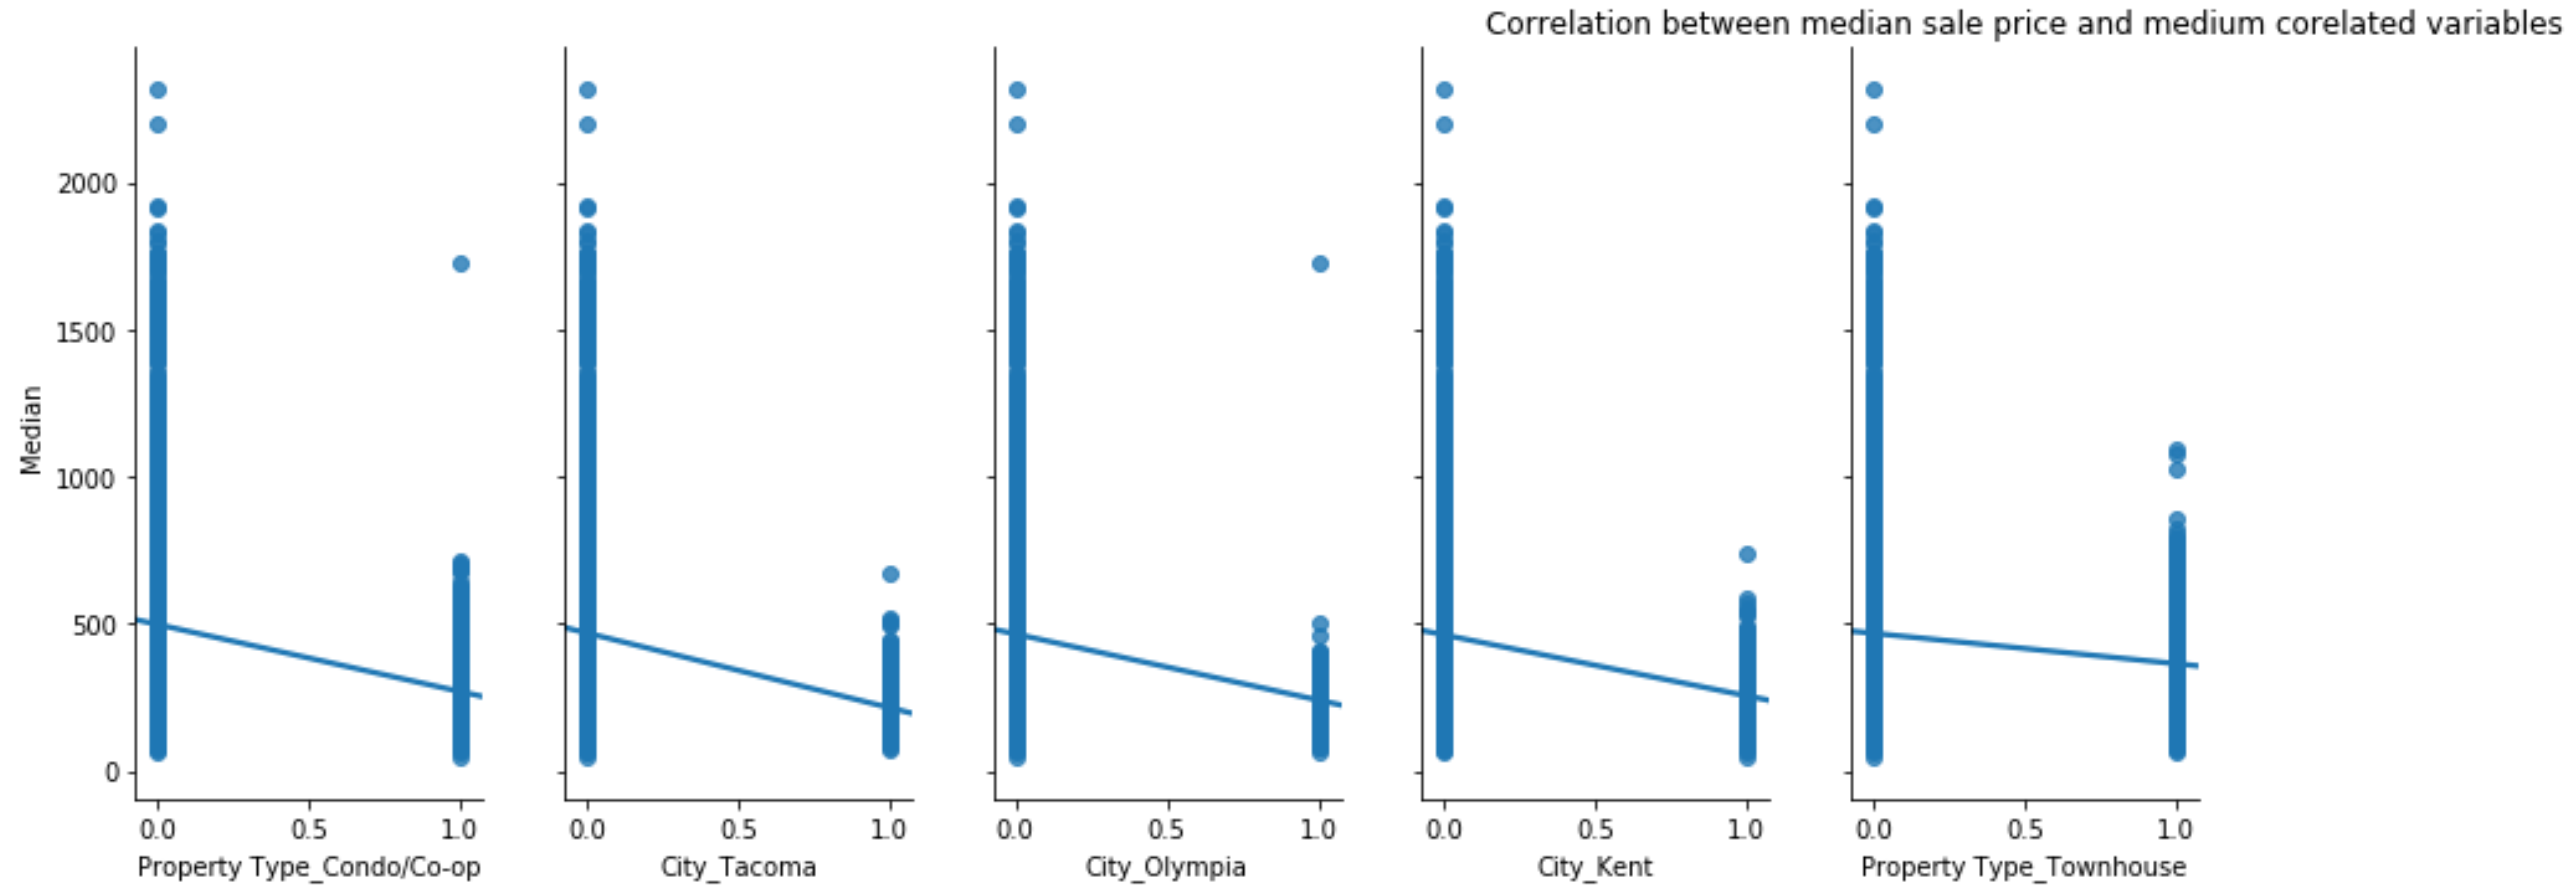 Correlation between median sale price and medium corelated variables
Median
2000
1500
1000
500
0
0.0 0.5 1.0
Property Type_Condo/Co-op
0.0 0.5 1.0
City_Tacoma
0.0 0.5 1.0
City_Olympia
0.0 0.5 1.0
City_Kent
0.0 0.5 1.0
Property Type_Townhouse